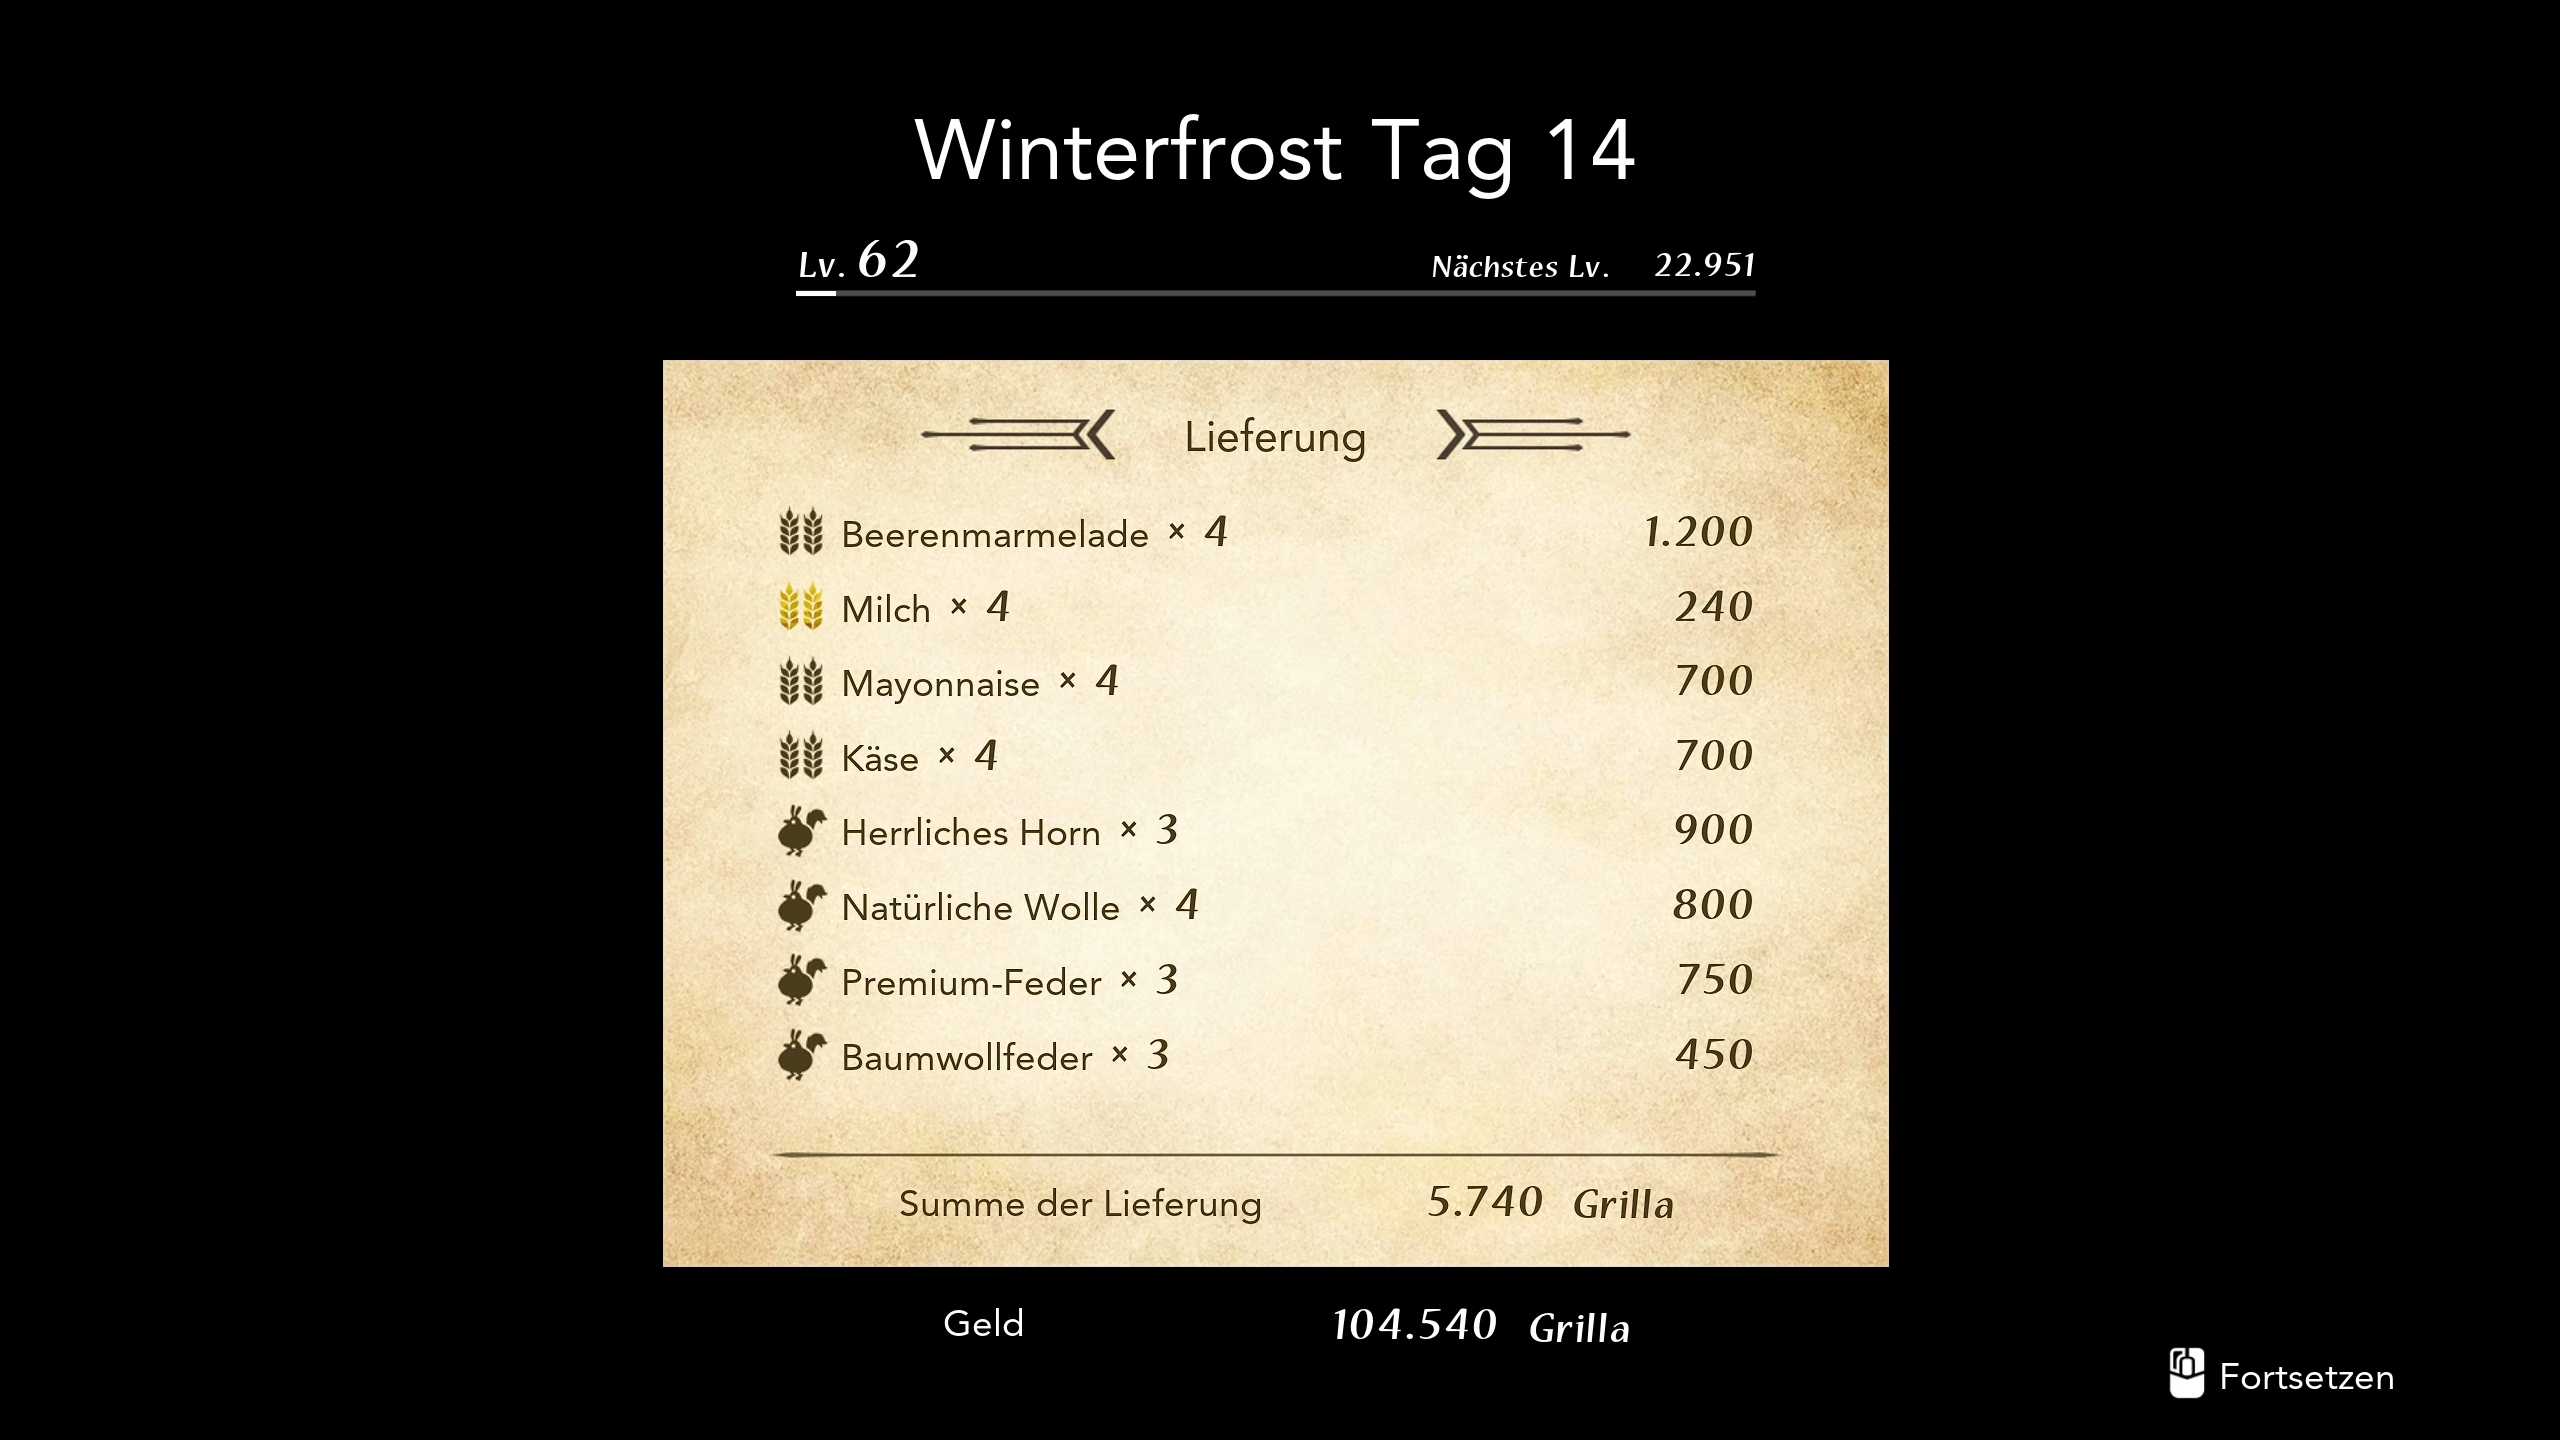 Winterfrost Tag 14
Lv. 62 Nächstes Lv. 22.951
Lieferung
Beerenmarmelade × 4 1.200
Milch × 4 240
Mayonnaise × 4 700
Käse × 4 700
Herrliches Horn × 3 900
Natürliche Wolle × 4 800
Premium-Feder × 3 750
Baumwollfeder × 3 450
Summe der Lieferung 5.740 Grilla
Geld 104.540 Grilla
Fortsetzen